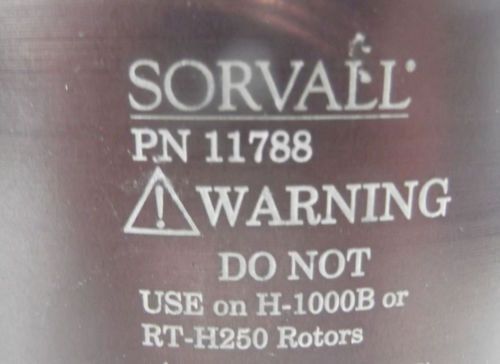 SORVALL
PN 11788
WARNING
DO NOT
USE on H-1000B or
RT-H250 Rotors